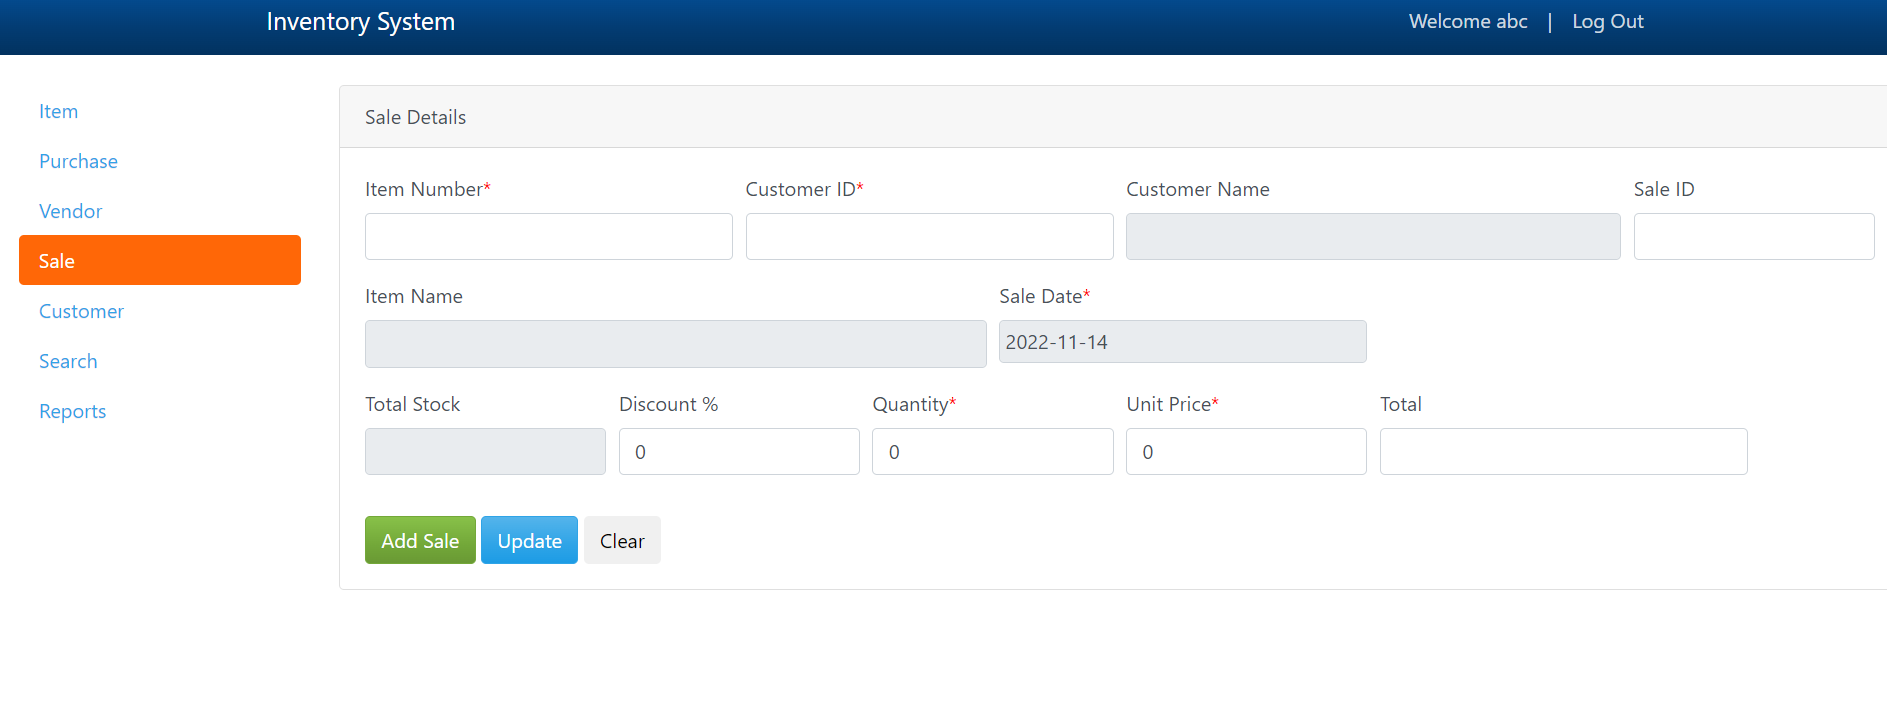 Inventory System
Welcome abc | Log Out
Item
Purchase
Vendor
Sale
Customer
Search
Reports
Sale Details
Item Number* Customer ID* Customer Name Sale ID
Item Name Sale Date*
2022-11-14
Total Stock Discount % Quantity* Unit Price* Total
0 0 0
Add Sale Update Clear